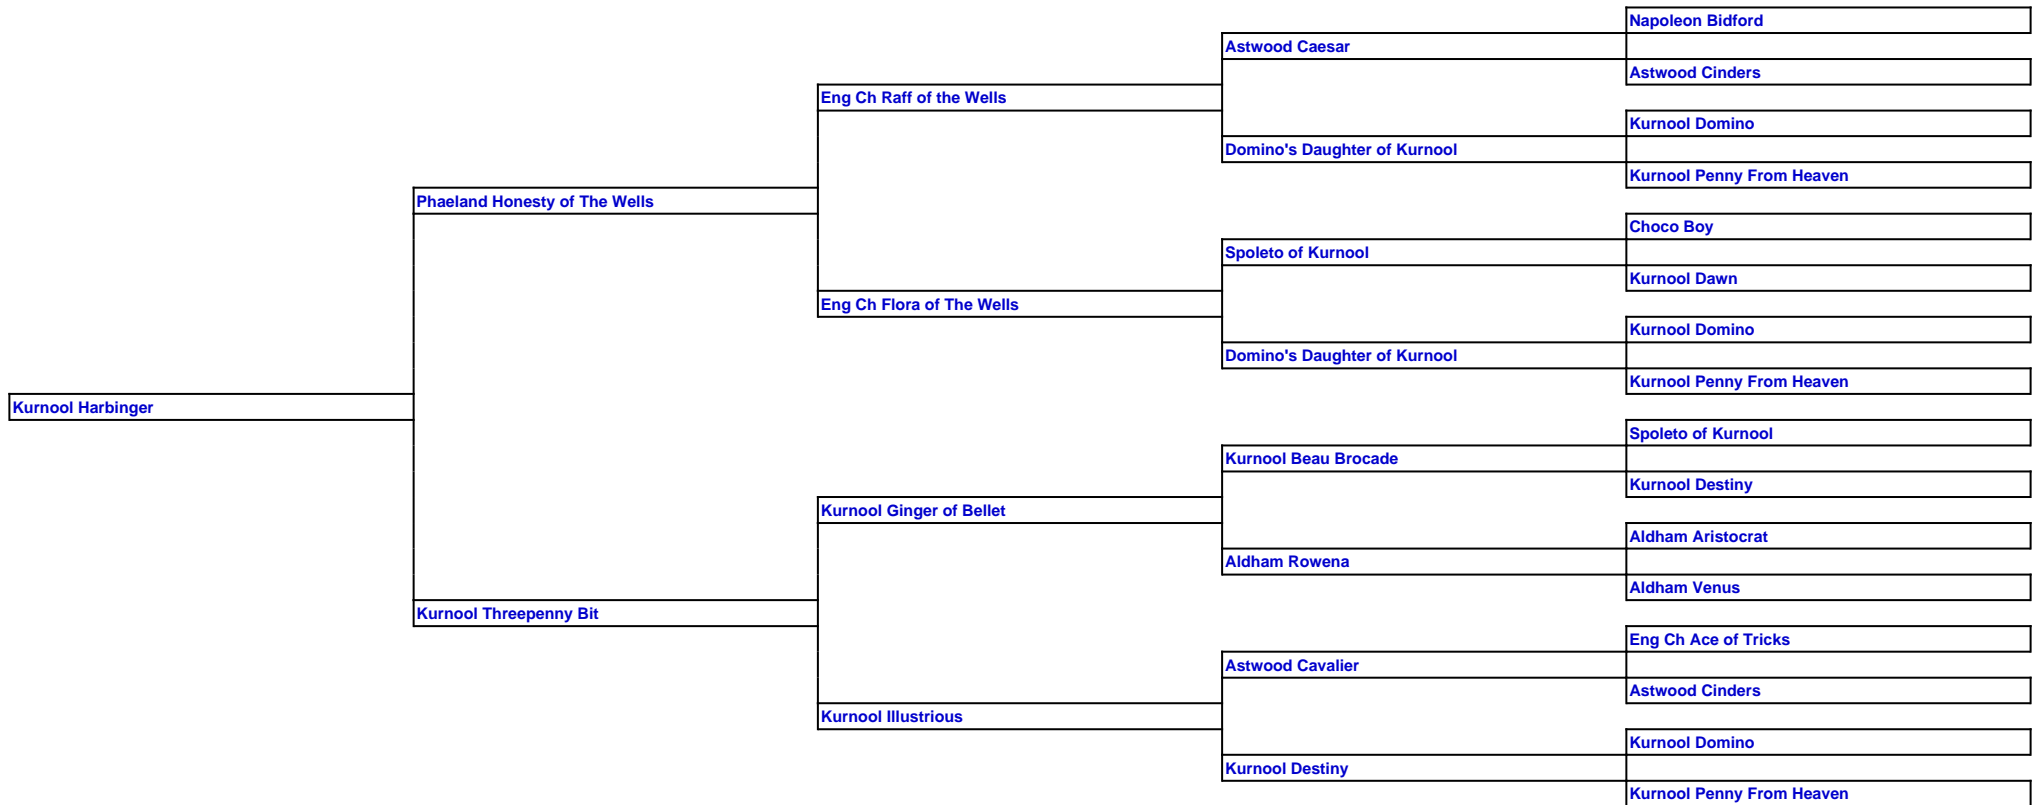 Napoleon Bidford
Astwood Caesar
Astwood Cinders
Eng Ch Raff of the Wells
Kurnool Domino
Domino's Daughter of Kurnool
Kurnool Penny From Heaven
Phaeland Honesty of The Wells
Choco Boy
Spoleto of Kurnool
Kurnool Dawn
Eng Ch Flora of The Wells
Kurnool Domino
Domino's Daughter of Kurnool
Kurnool Penny From Heaven
Kurnool Harbinger
Spoleto of Kurnool
Kurnool Beau Brocade
Kurnool Destiny
Kurnool Ginger of Bellet
Aldham Aristocrat
Aldham Rowena
Aldham Venus
Kurnool Threepenny Bit
Eng Ch Ace of Tricks
Astwood Cavalier
Astwood Cinders
Kurnool Illustrious
Kurnool Domino
Kurnool Destiny
Kurnool Penny From Heaven